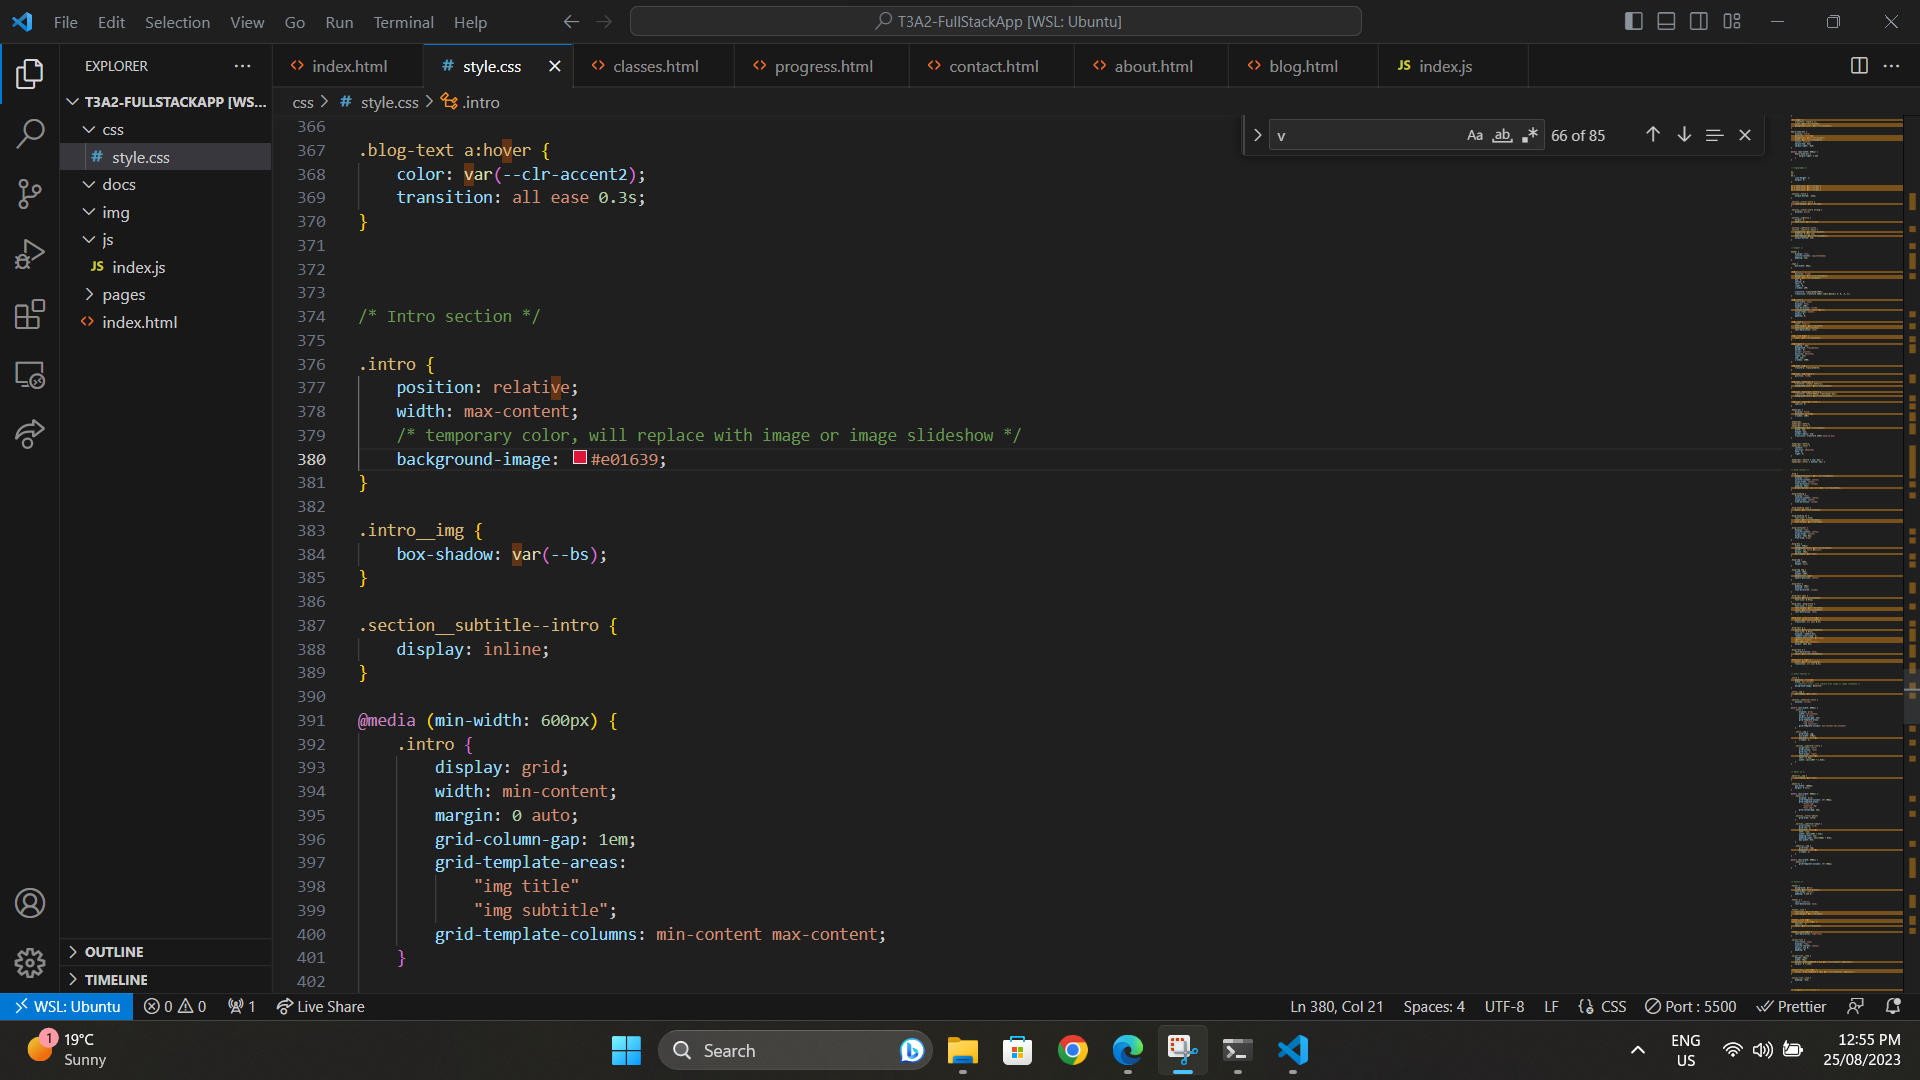 File Edit Selection View Go Run Terminal Help
T3A2-FullStackApp [WSL: Ubuntu]
EXPLORER
index.html
style.css
classes.html
progress.html
contact.html
about.html
blog.html
JS index.js
T3A2-FULLSTACKAPP [WS...
css
# style.css
docs
img
js
JS index.js
pages
index.html
OUTLINE
TIMELINE
css > # style.css > .intro
v
Aa ab .* 66 of 85
366
367 .blog-text a:hover {
368 color: var(--clr-accent2);
369 transition: all ease 0.3s;
370 }
371
372
373
374 /* Intro section */
375
376 .intro {
377 position: relative;
378 width: max-content;
379 /* temporary color, will replace with image or image slideshow */
380 background-image: #e01639;
381 }
382
383 .intro__img {
384 box-shadow: var(--bs);
385 }
386
387 .section__subtitle--intro {
388 display: inline;
389 }
390
391 @media (min-width: 600px) {
392 .intro {
393 display: grid;
394 width: min-content;
395 margin: 0 auto;
396 grid-column-gap: 1em;
397 grid-template-areas:
398 "img title"
399 "img subtitle";
400 grid-template-columns: min-content max-content;
401 }
402
WSL: Ubuntu 0 0 1 Live Share
Ln 380, Col 21 Spaces: 4 UTF-8 LF CSS Port : 5500 Prettier
1
19°C
Sunny
Search
ENG
US
12:55 PM
25/08/2023